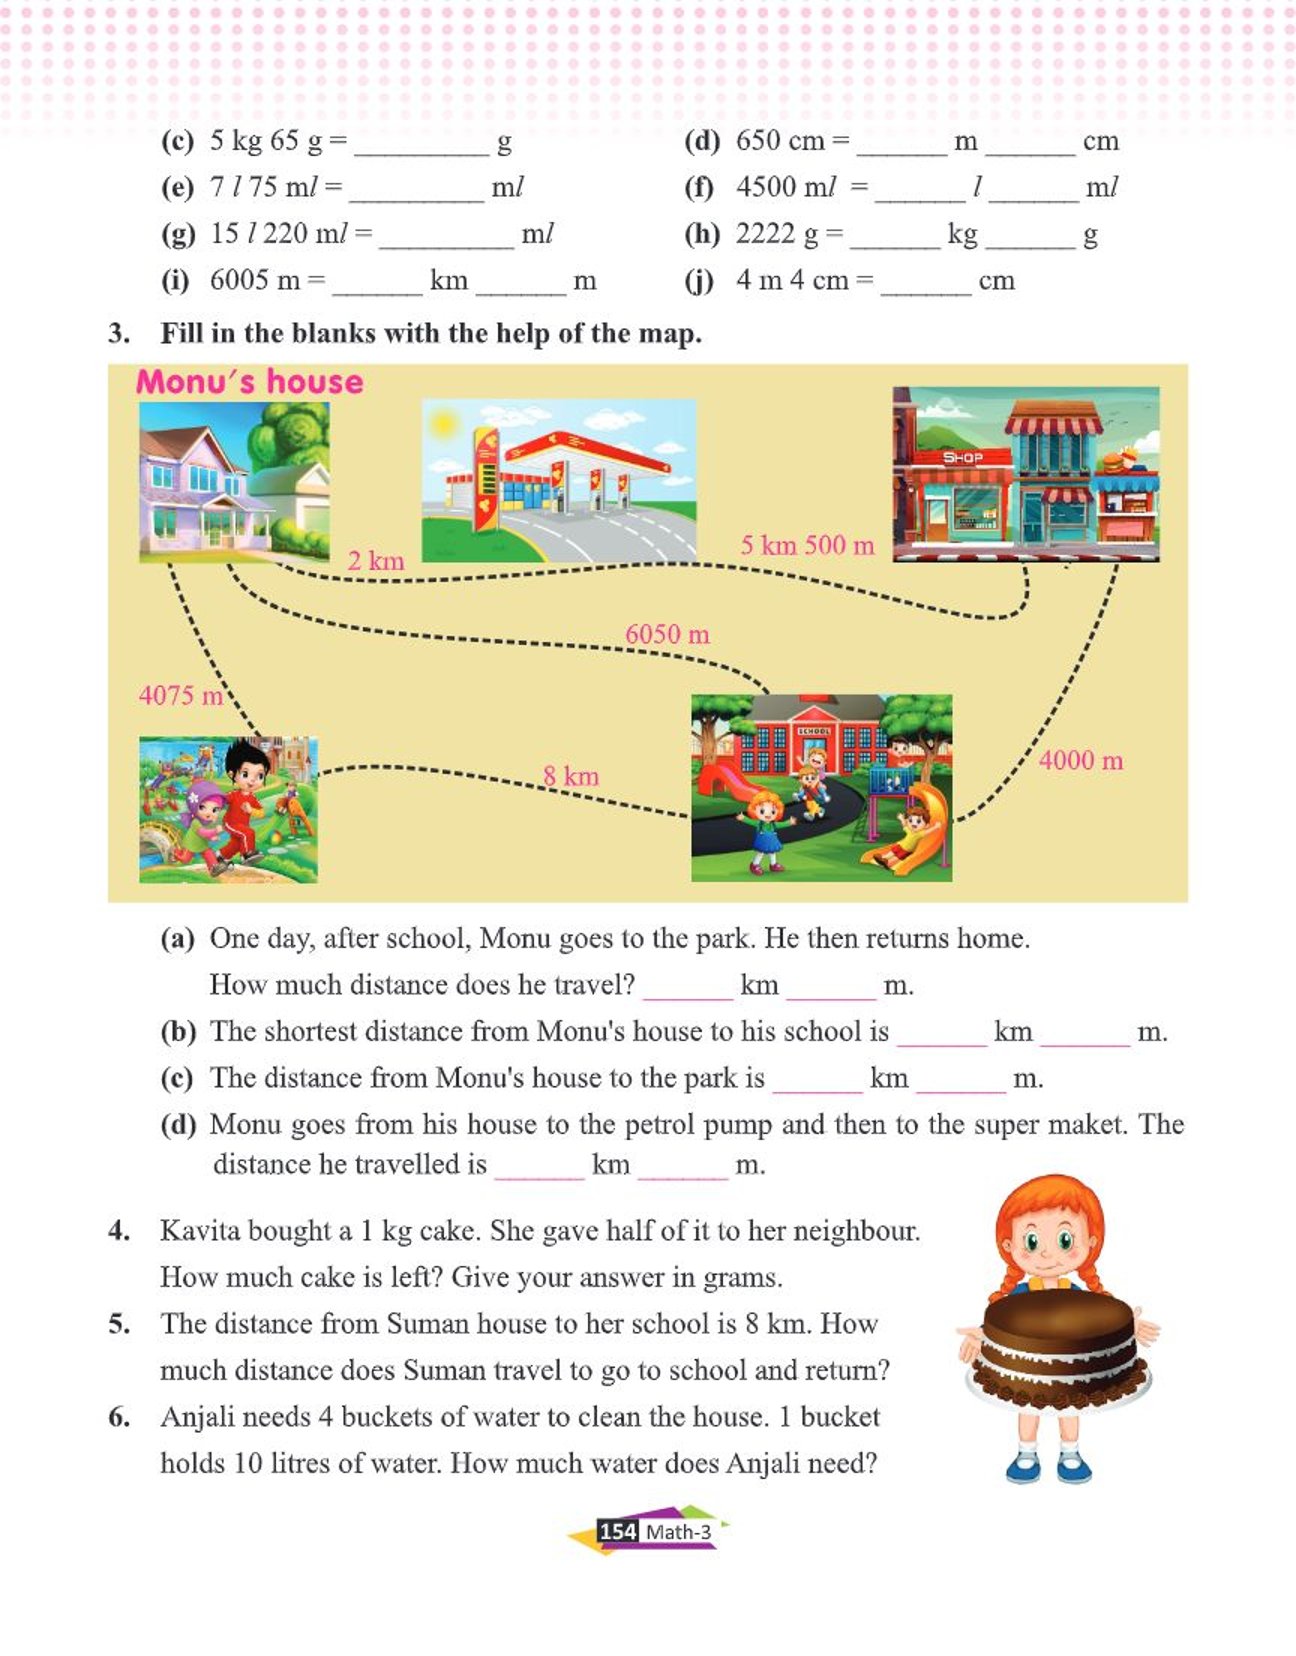 (c) 5 kg 65 g = _________ g (d) 650 cm = ______ m ______ cm
(e) 7 l 75 ml = _________ ml (f) 4500 ml = ______ l ______ ml
(g) 15 l 220 ml = _________ ml (h) 2222 g = ______ kg ______ g
(i) 6005 m = ______ km ______ m (j) 4 m 4 cm = ______ cm
3. Fill in the blanks with the help of the map.
Monu's house
SHOP
2 km
5 km 500 m
6050 m
4075 m
SCHOOL
4000 m
8 km
(a) One day, after school, Monu goes to the park. He then returns home.
How much distance does he travel? ______ km ______ m.
(b) The shortest distance from Monu's house to his school is ______ km ______ m.
(c) The distance from Monu's house to the park is ______ km ______ m.
(d) Monu goes from his house to the petrol pump and then to the super maket. The
distance he travelled is ______ km ______ m.
4. Kavita bought a 1 kg cake. She gave half of it to her neighbour.
How much cake is left? Give your answer in grams.
5. The distance from Suman house to her school is 8 km. How
much distance does Suman travel to go to school and return?
6. Anjali needs 4 buckets of water to clean the house. 1 bucket
holds 10 litres of water. How much water does Anjali need?
154 Math-3